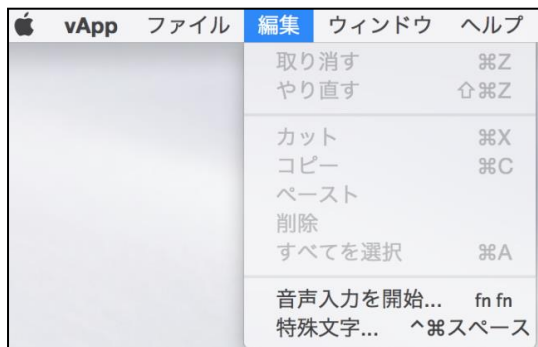 vApp ファイル 編集 ウィンドウ ヘルプ
取り消す ⌘Z
やり直す ⇧⌘Z
カット ⌘X
コピー ⌘C
ペースト
削除
すべてを選択 ⌘A
音声入力を開始... fn fn
特殊文字... ^⌘スペース